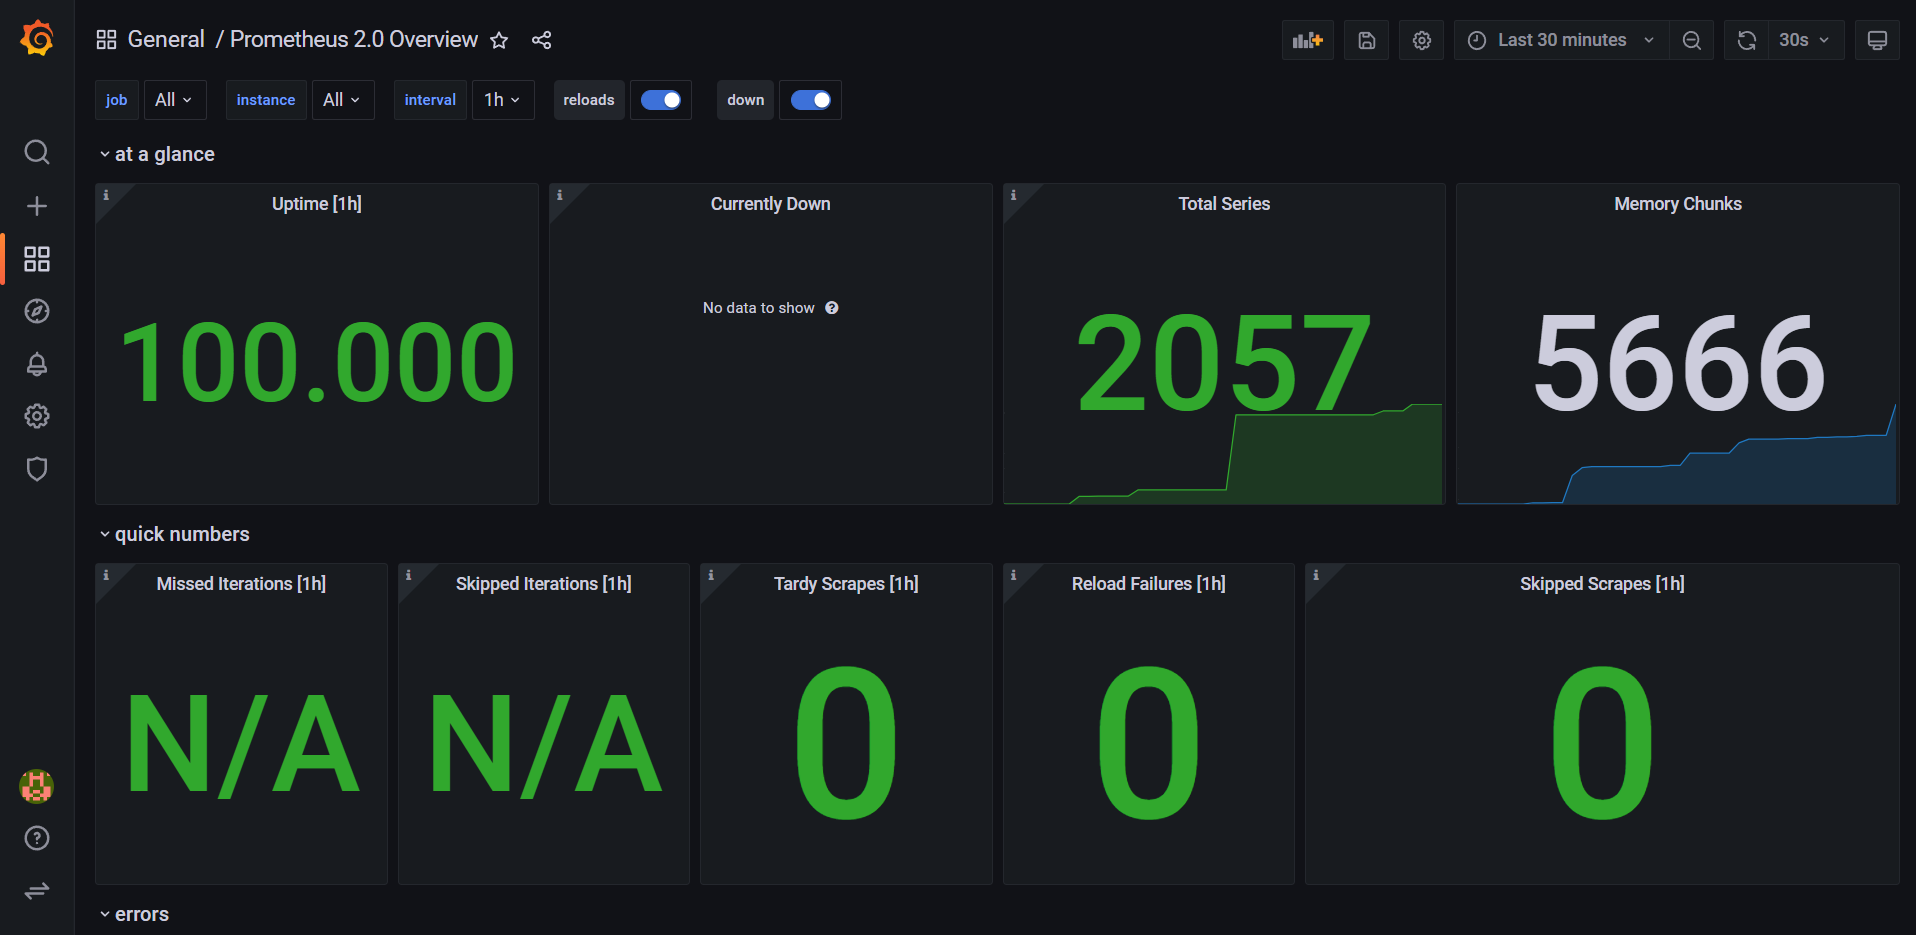 General / Prometheus 2.0 Overview
Last 30 minutes
30s
job All instance All interval 1h reloads down
at a glance
i Uptime [1h]
100.000
i Currently Down
No data to show ?
i Total Series
2057
Memory Chunks
5666
quick numbers
i Missed Iterations [1h]
N/A
i Skipped Iterations [1h]
N/A
i Tardy Scrapes [1h]
0
i Reload Failures [1h]
0
i Skipped Scrapes [1h]
0
errors